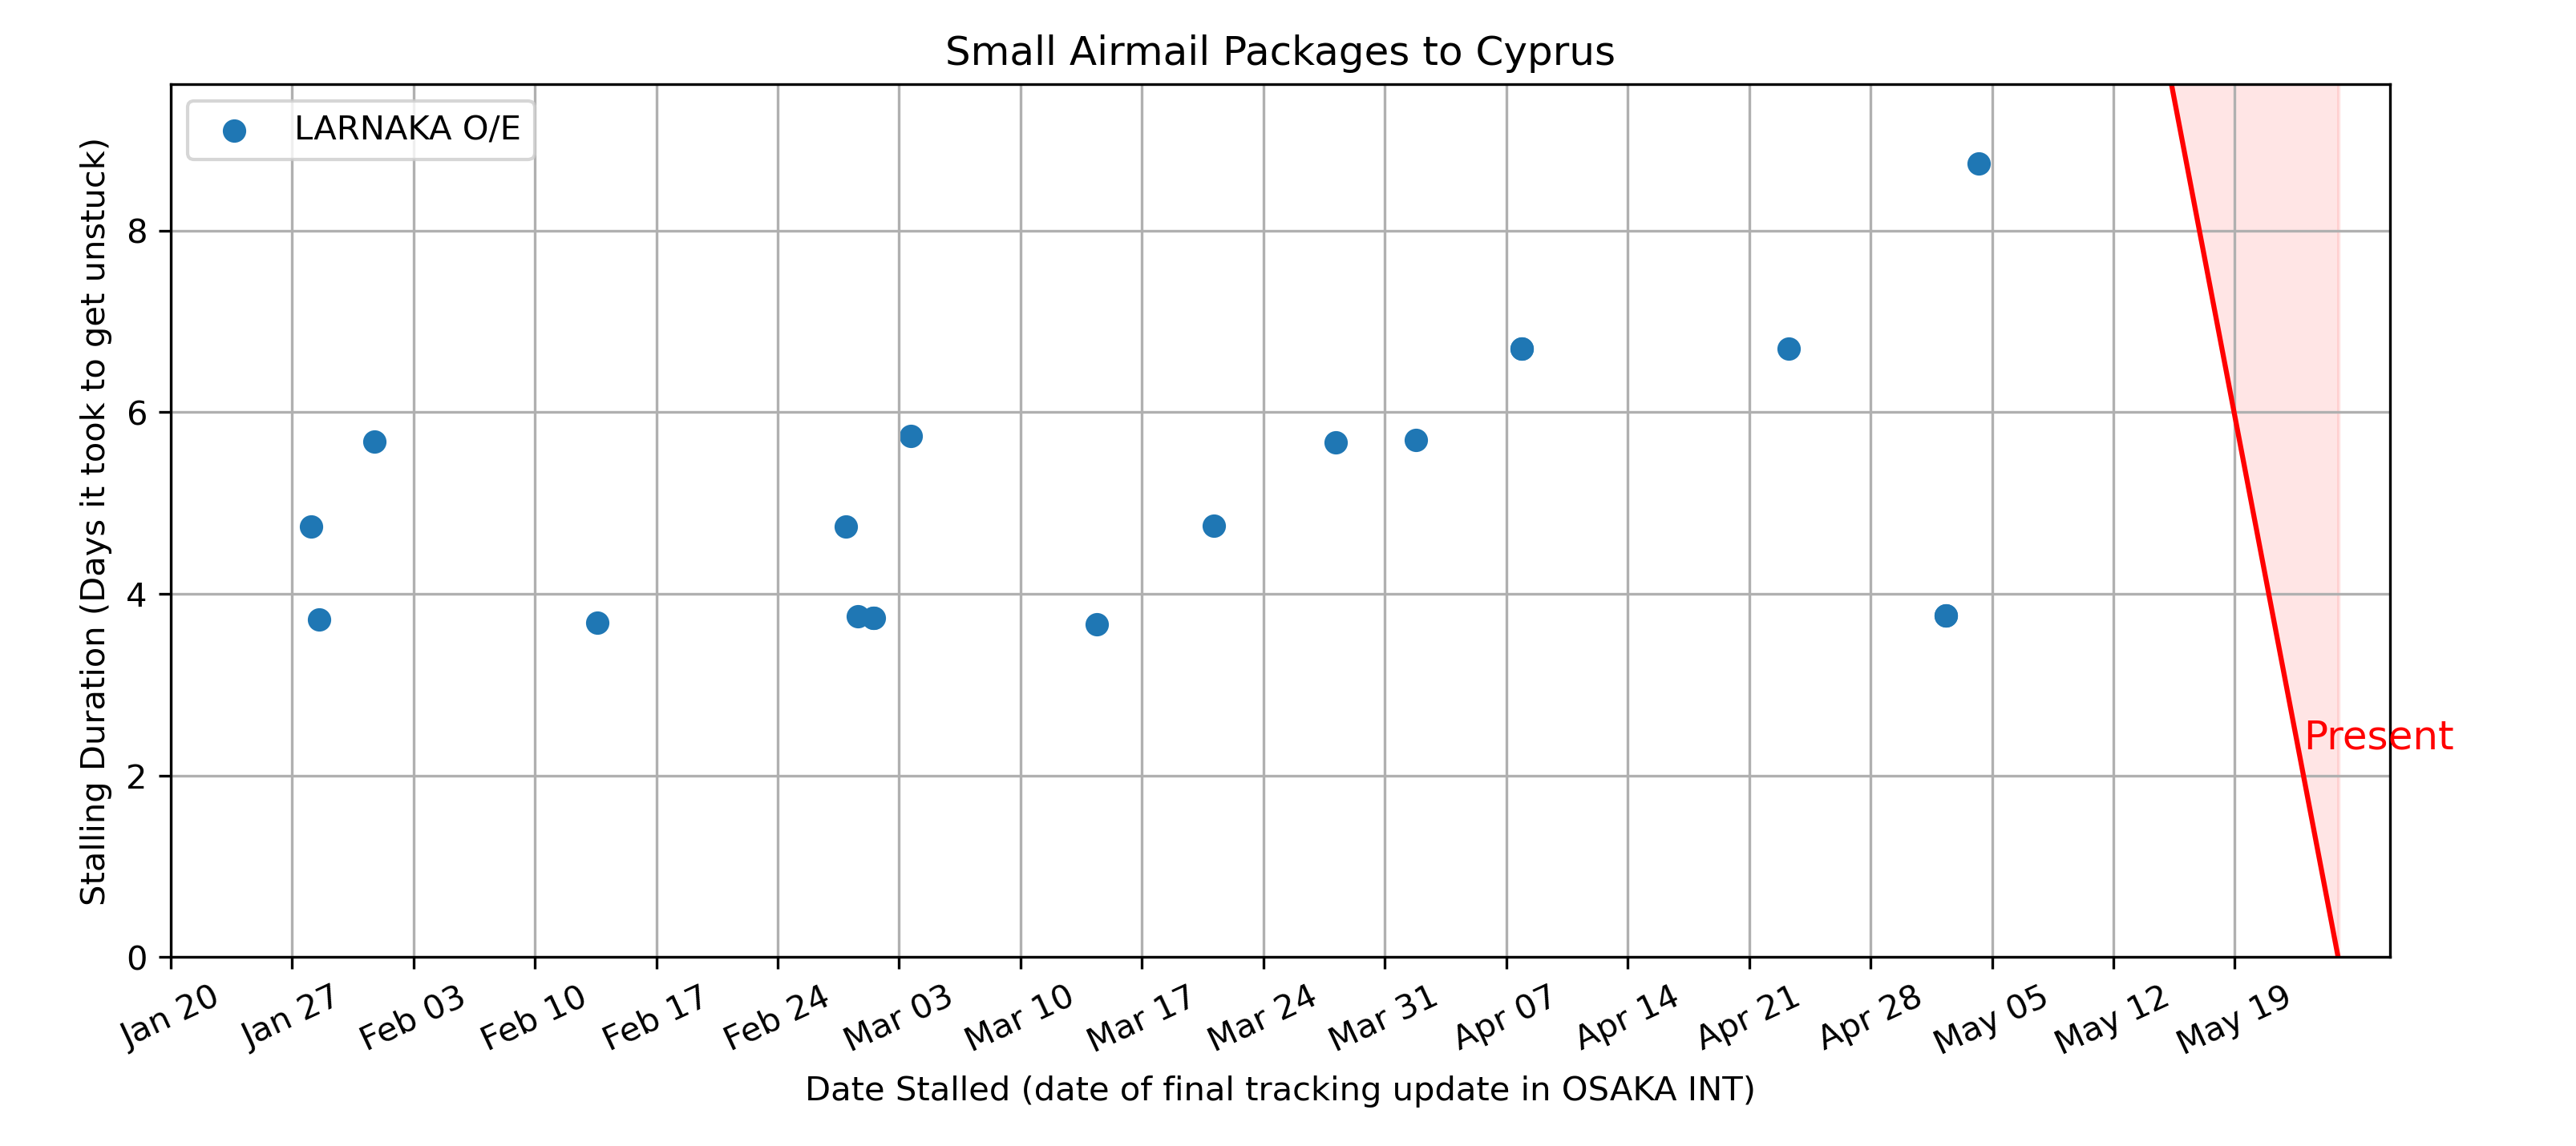 Small Airmail Packages to Cyprus
LARNAKA O/E
Stalling Duration (Days it took to get unstuck)
8
6
4
2
0
Present
Jan 20
Jan 27
Feb 03
Feb 10
Feb 17
Feb 24
Mar 03
Mar 10
Mar 17
Mar 24
Mar 31
Apr 07
Apr 14
Apr 21
Apr 28
May 05
May 12
May 19
Date Stalled (date of final tracking update in OSAKA INT)